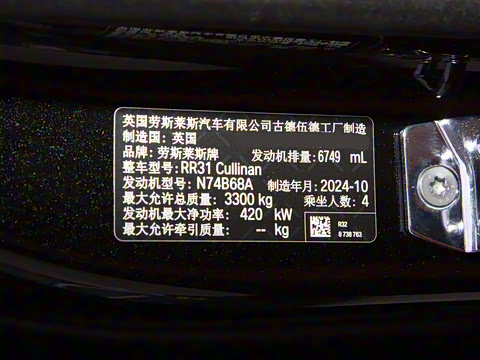 英国劳斯莱斯汽车有限公司古德伍德工厂制造
制造国: 英国
品牌: 劳斯莱斯牌 发动机排量: 6749 mL
整车型号: RR31 Cullinan
发动机型号: N74B68A 制造年月: 2024-10
最大允许总质量: 3300 kg 乘坐人数: 4
发动机最大净功率: 420 kW
最大允许牵引质量: -- kg
R32
8 738 763